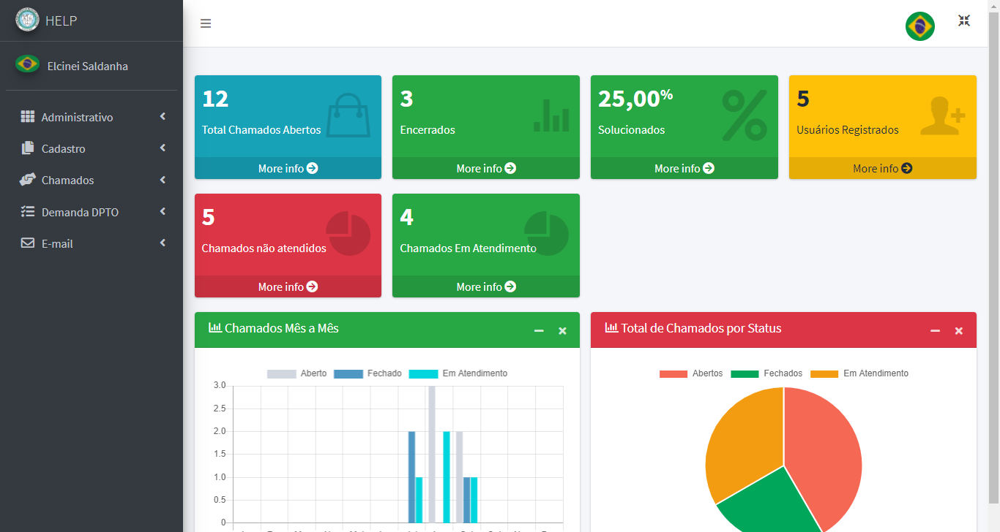 HELP
Elcinei Saldanha
Administrativo
Cadastro
Chamados
Demanda DPTO
E-mail
12
Total Chamados Abertos
More info
3
Encerrados
More info
25,00%
Solucionados
More info
5
Usuários Registrados
More info
5
Chamados não atendidos
More info
4
Chamados Em Atendimento
More info
Chamados Mês a Mês
Aberto Fechado Em Atendimento
3.0
2.5
2.0
1.5
1.0
0.5
0
Total de Chamados por Status
Abertos Fechados Em Atendimento